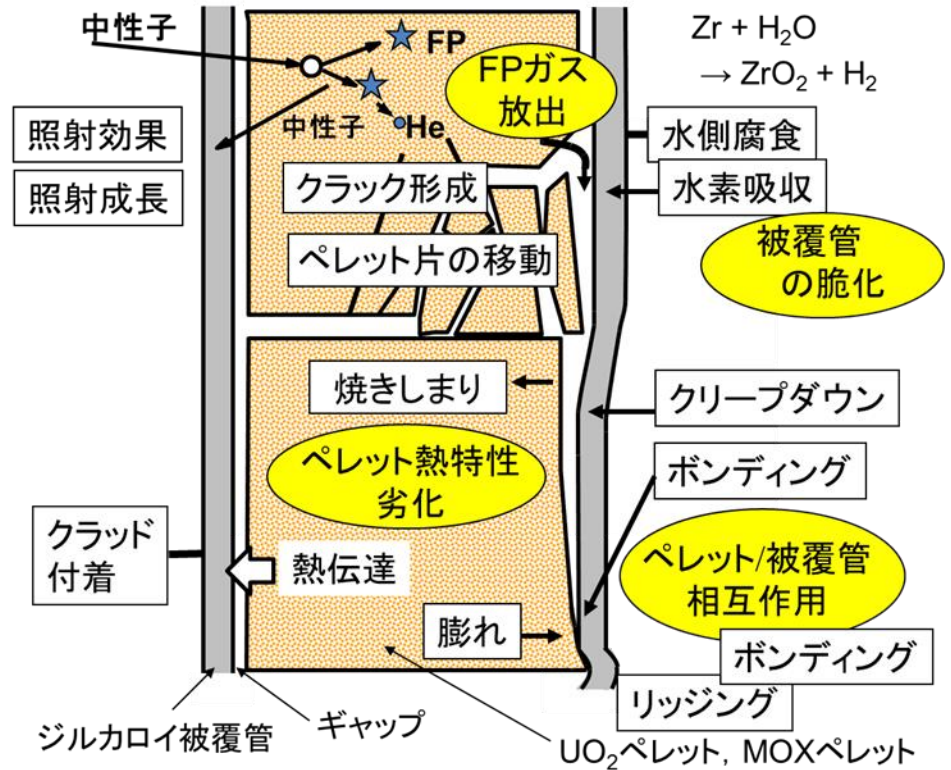 中性子
FP
FPガス
放出
Zr + H₂O
→ ZrO₂ + H₂
中性子
He
照射効果
照射成長
水側腐食
水素吸収
クラック形成
ペレット片の移動
被覆管
の脆化
焼きしまり
クリープダウン
ペレット熱特性
劣化
ボンディング
クラッド
付着
熱伝達
ペレット/被覆管
相互作用
膨れ
ボンディング
リッジング
ジルカロイ被覆管
ギャップ
UO₂ペレット, MOXペレット